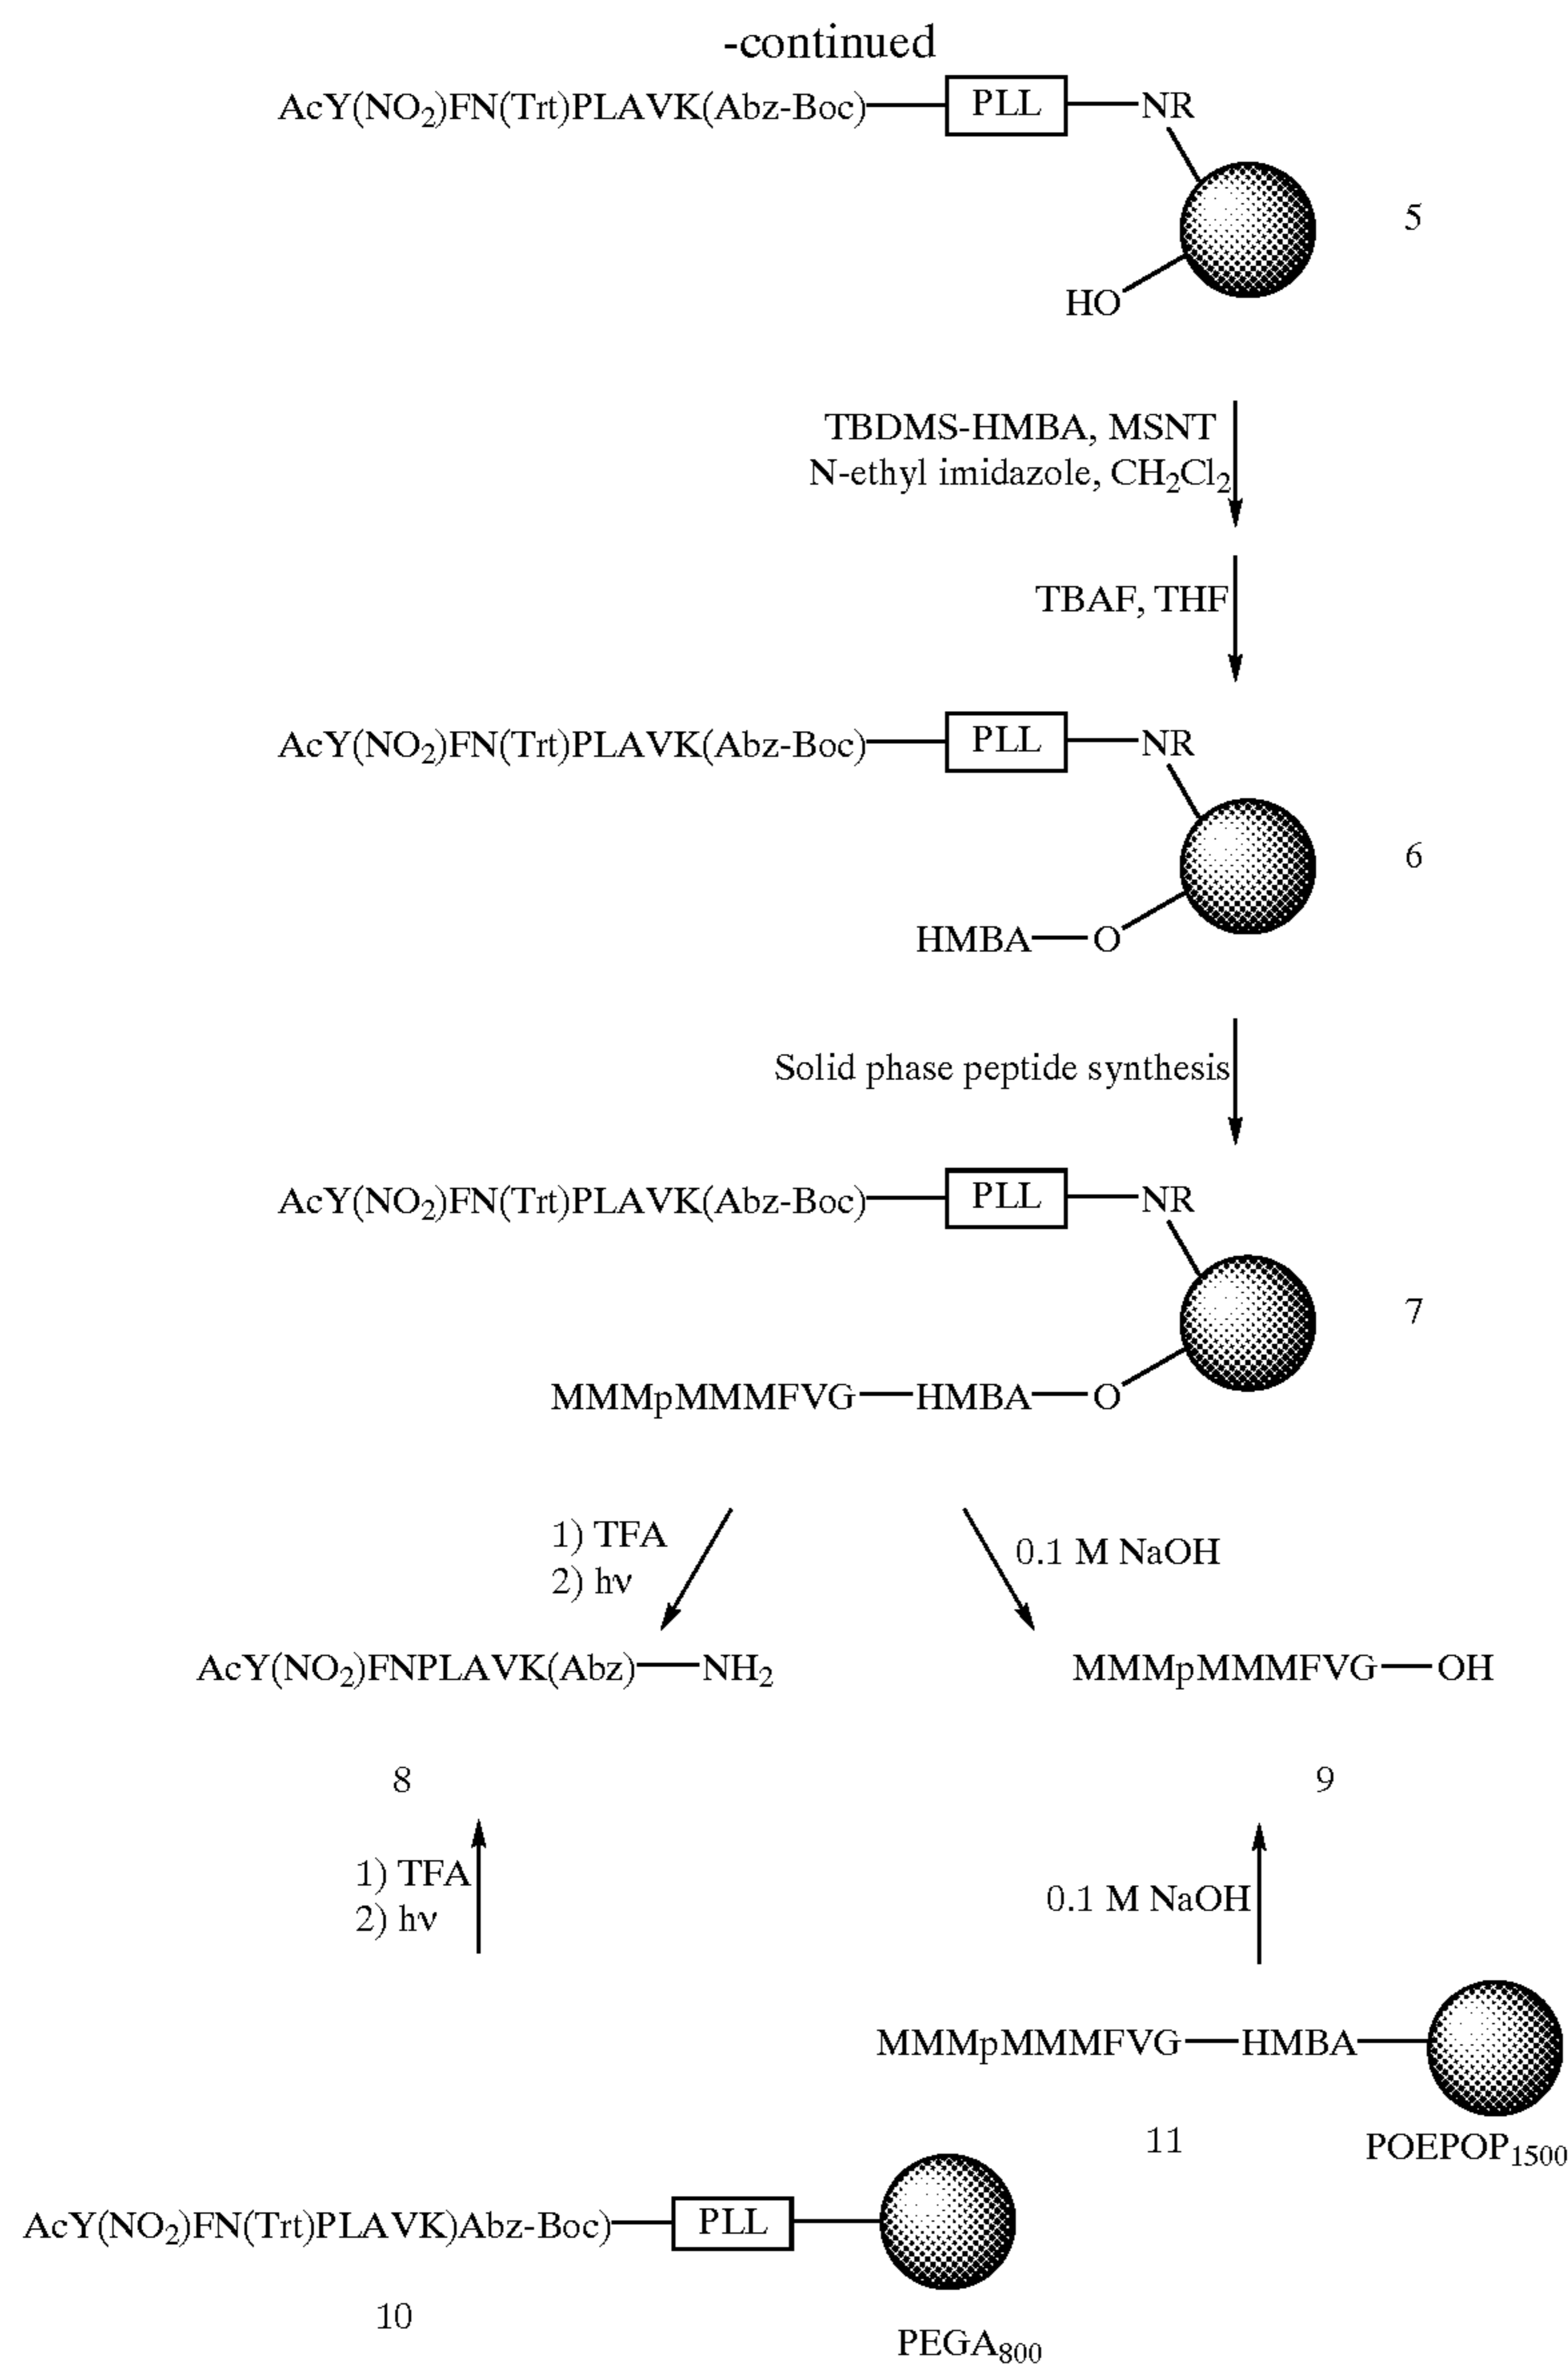 -continued
AcY(NO₂)FN(Trt)PLAVK(Abz-Boc) PLL NR
5
HO
TBDMS-HMBA, MSNT
N-ethyl imidazole, CH₂Cl₂
TBAF, THF
AcY(NO₂)FN(Trt)PLAVK(Abz-Boc) PLL NR
6
HMBA O
Solid phase peptide synthesis
AcY(NO₂)FN(Trt)PLAVK(Abz-Boc) PLL NR
7
MMMpMMMFVG HMBA O
1) TFA
2) hν
0.1 M NaOH
AcY(NO₂)FNPLAVK(Abz) NH₂
MMMpMMMFVG OH
8
9
1) TFA
2) hν
0.1 M NaOH
MMMpMMMFVG HMBA
11
POEPOP₁₅₀₀
AcY(NO₂)FN(Trt)PLAVK)Abz-Boc) PLL
10
PEGA₈₀₀